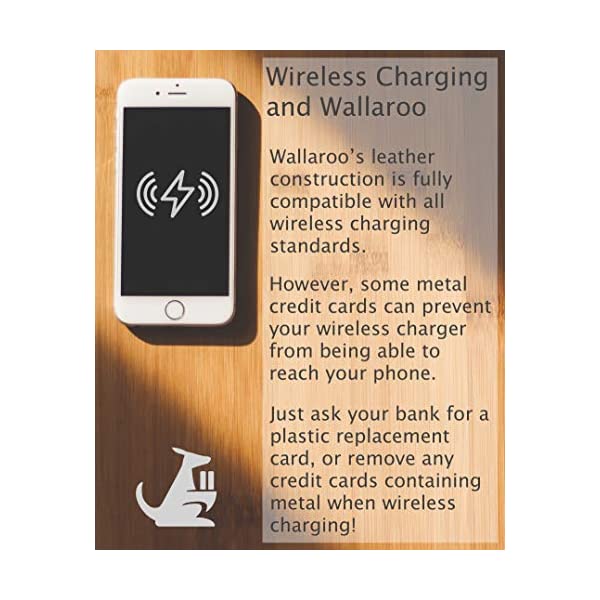 Wireless Charging
and Wallaroo
Wallaroo's leather
construction is fully
compatible with all
wireless charging
standards.
However, some metal
credit cards can prevent
your wireless charger
from being able to
reach your phone.
Just ask your bank for a
plastic replacement
card, or remove any
credit cards containing
metal when wireless
charging!